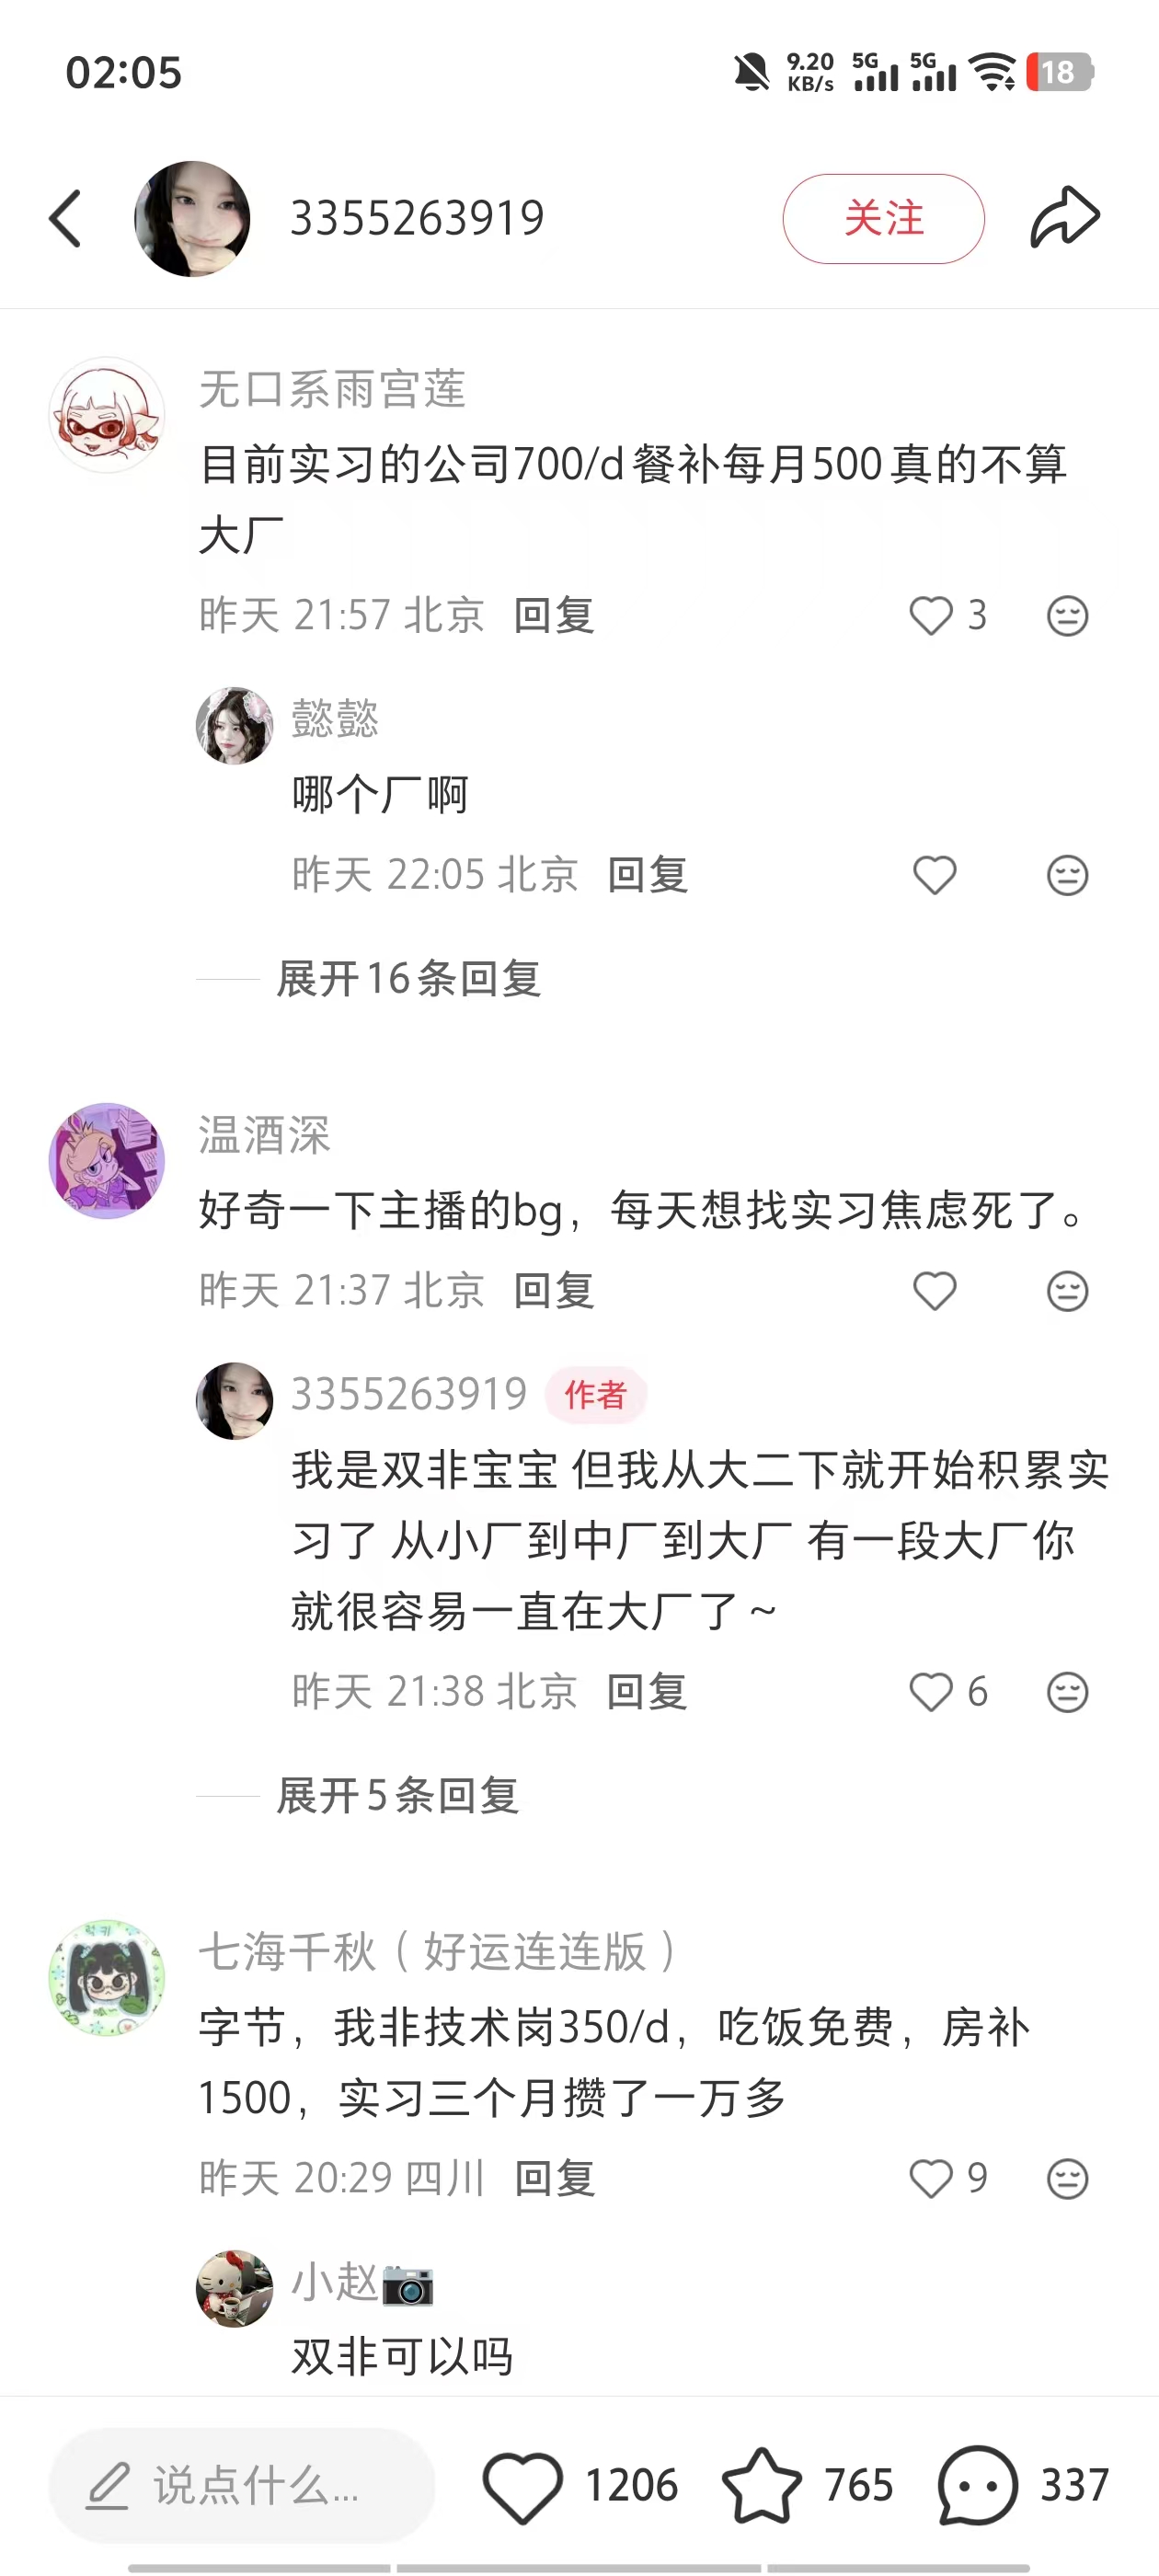 02:05
9.20
KB/s
5G
5G
18
3355263919
关注
无口系雨宫莲
目前实习的公司700/d餐补每月500真的不算
大厂
昨天 21:57 北京 回复
3
懿懿
哪个厂啊
昨天 22:05 北京 回复
展开16条回复
温酒深
好奇一下主播的bg，每天想找实习焦虑死了。
昨天 21:37 北京 回复
3355263919 作者
我是双非宝宝 但我从大二下就开始积累实
习了 从小厂到中厂到大厂 有一段大厂你
就很容易一直在大厂了~
昨天 21:38 北京 回复
6
展开5条回复
七海千秋（好运连连版）
字节，我非技术岗350/d，吃饭免费，房补
1500，实习三个月攒了一万多
昨天 20:29 四川 回复
9
小赵📷
双非可以吗
说点什么...
1206
765
337